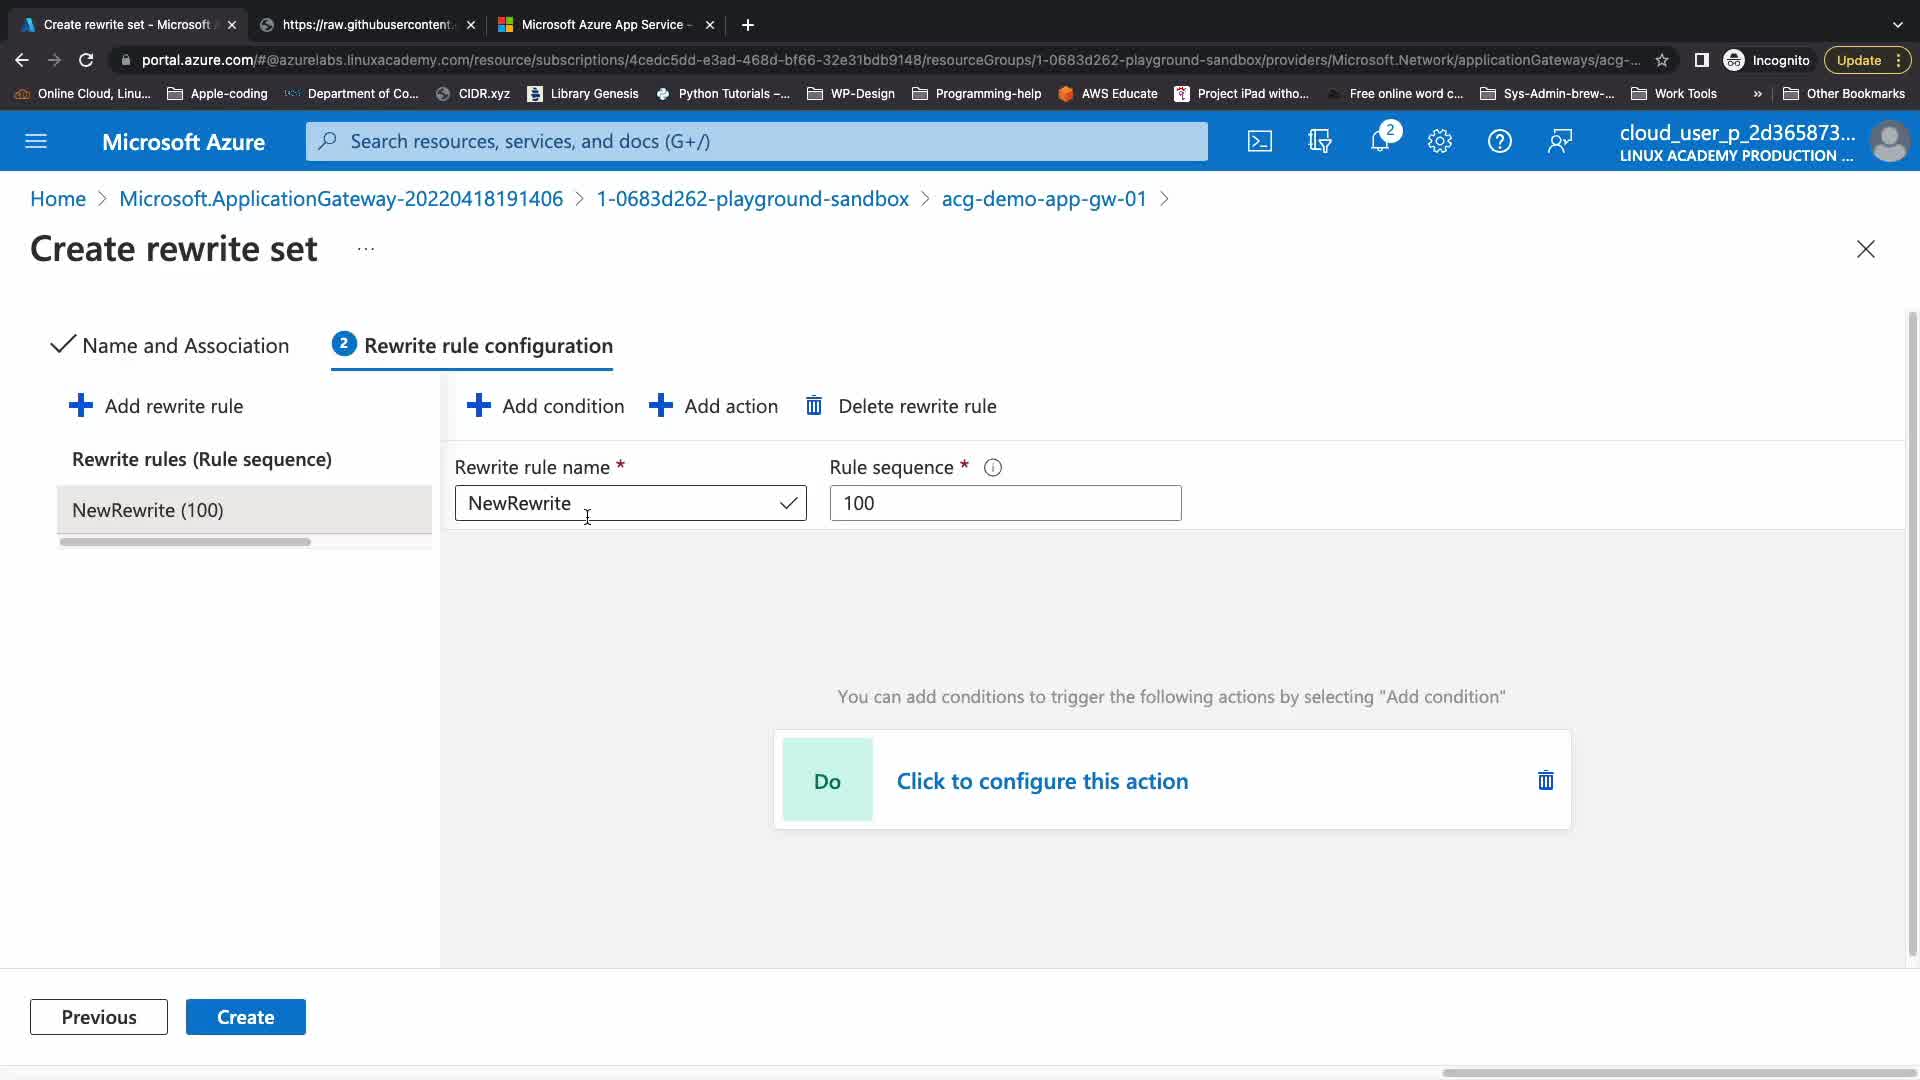 Create rewrite set - Microsoft A
https://raw.githubusercontent.
Microsoft Azure App Service -
portal.azure.com/#@azurelabs.linuxacademy.com/resource/subscriptions/4cedc5dd-e3ad-468d-bf66-32e31bdb9148/resourceGroups/1-0683d262-playground-sandbox/providers/Microsoft.Network/applicationGateways/acg-...
Incognito
Update
Online Cloud, Linu...
Apple-coding
Department of Co...
CIDR.xyz
Library Genesis
Python Tutorials –...
WP-Design
Programming-help
AWS Educate
Project iPad witho...
Free online word c...
Sys-Admin-brew-...
Work Tools
»
Other Bookmarks
Microsoft Azure
Search resources, services, and docs (G+/)
2
cloud_user_p_2d365873...
LINUX ACADEMY PRODUCTION ...
Home > Microsoft.ApplicationGateway-20220418191406 > 1-0683d262-playground-sandbox > acg-demo-app-gw-01 >
Create rewrite set ...
Name and Association
2 Rewrite rule configuration
Add rewrite rule
Add condition
Add action
Delete rewrite rule
Rewrite rules (Rule sequence)
NewRewrite (100)
Rewrite rule name *
Rule sequence *
NewRewrite
100
You can add conditions to trigger the following actions by selecting "Add condition"
Do
Click to configure this action
Previous
Create